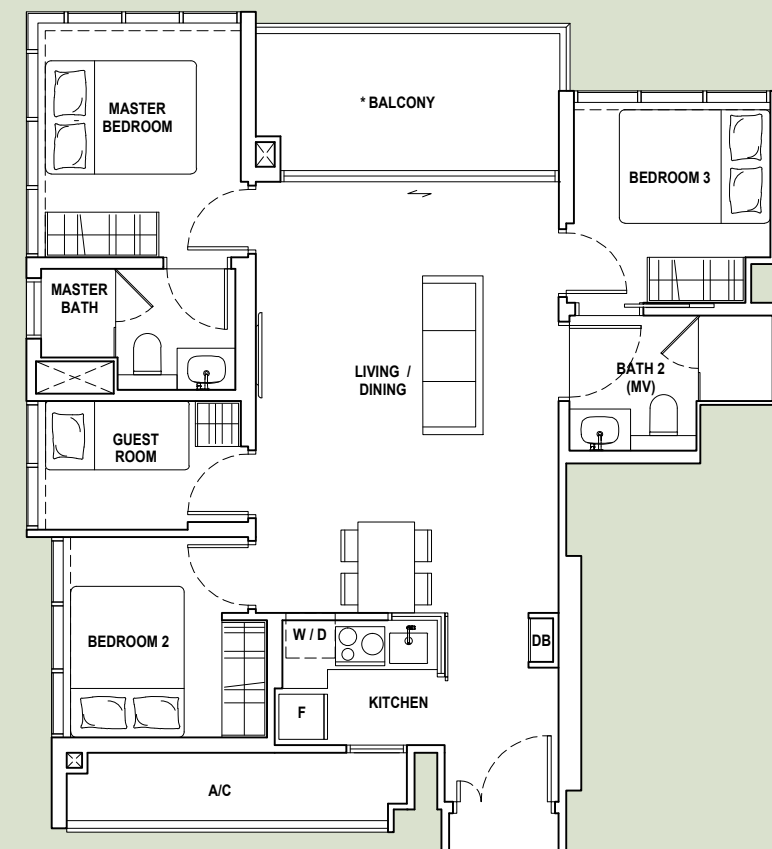 * BALCONY
MASTER
BEDROOM
BEDROOM 3
MASTER
BATH
LIVING /
DINING
BATH 2
(MV)
GUEST
ROOM
BEDROOM 2
W / D
DB
F
KITCHEN
A/C